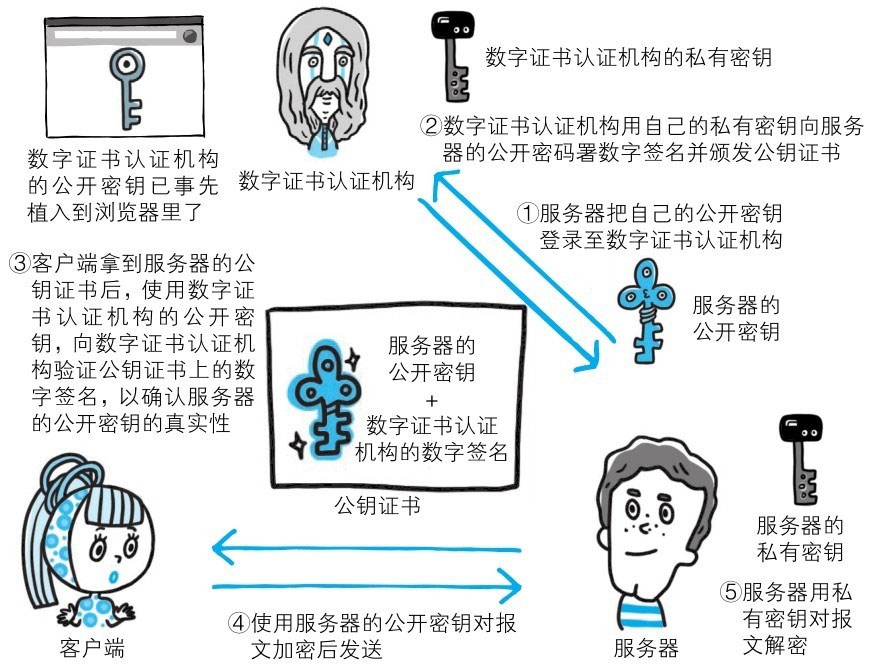 数字证书认证机构
的公开密钥已事先
植入到浏览器里了
数字证书认证机构
数字证书认证机构的私有密钥
②数字证书认证机构用自己的私有密钥向服务
器的公开密码署数字签名并颁发公钥证书
①服务器把自己的公开密钥
登录至数字证书认证机构
服务器的
公开密钥
③客户端拿到服务器的公
钥证书后，使用数字证
书认证机构的公开密
钥，向数字证书认证机
构验证公钥证书上的数
字签名，以确认服务器
的公开密钥的真实性
服务器的
公开密钥
+
数字证书认证
机构的数字签名
公钥证书
客户端
④使用服务器的公开密钥对报
文加密后发送
服务器
服务器的
私有密钥
⑤服务器用私
有密钥对报
文解密